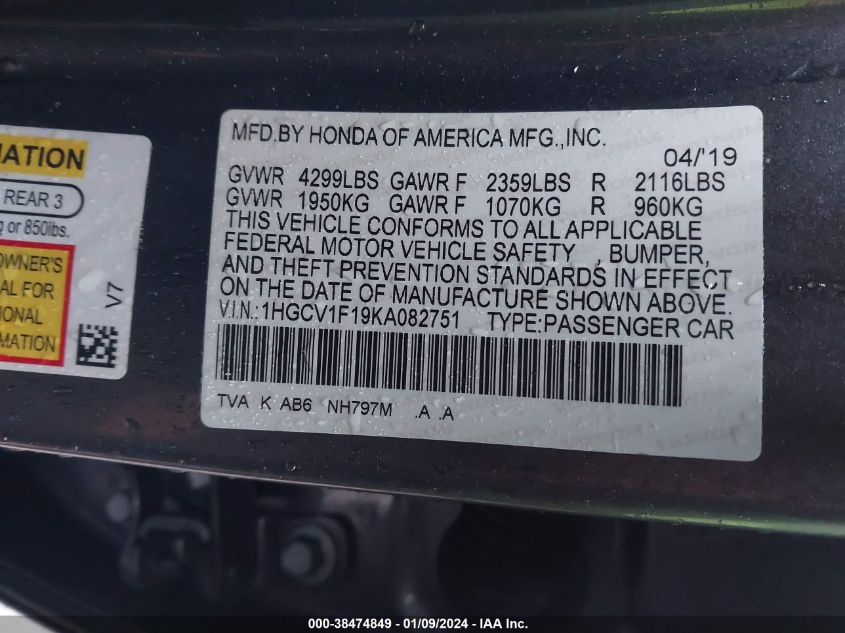 MATION
REAR 3
g or 850lbs.
OWNER'S
AL FOR
IONAL
RMATION
V7
MFD.BY HONDA OF AMERICA MFG.,INC.
04/'19
GVWR 4299LBS GAWR F 2359LBS R 2116LBS
GVWR 1950KG GAWR F 1070KG R 960KG
THIS VEHICLE CONFORMS TO ALL APPLICABLE
FEDERAL MOTOR VEHICLE SAFETY , BUMPER,
AND THEFT PREVENTION STANDARDS IN EFFECT
ON THE DATE OF MANUFACTURE SHOWN ABOVE.
V.I.N.:1HGCV1F19KA082751 TYPE:PASSENGER CAR
TVA K AB6 NH797M .A .A
000-38474849 - 01/09/2024 - IAA Inc.